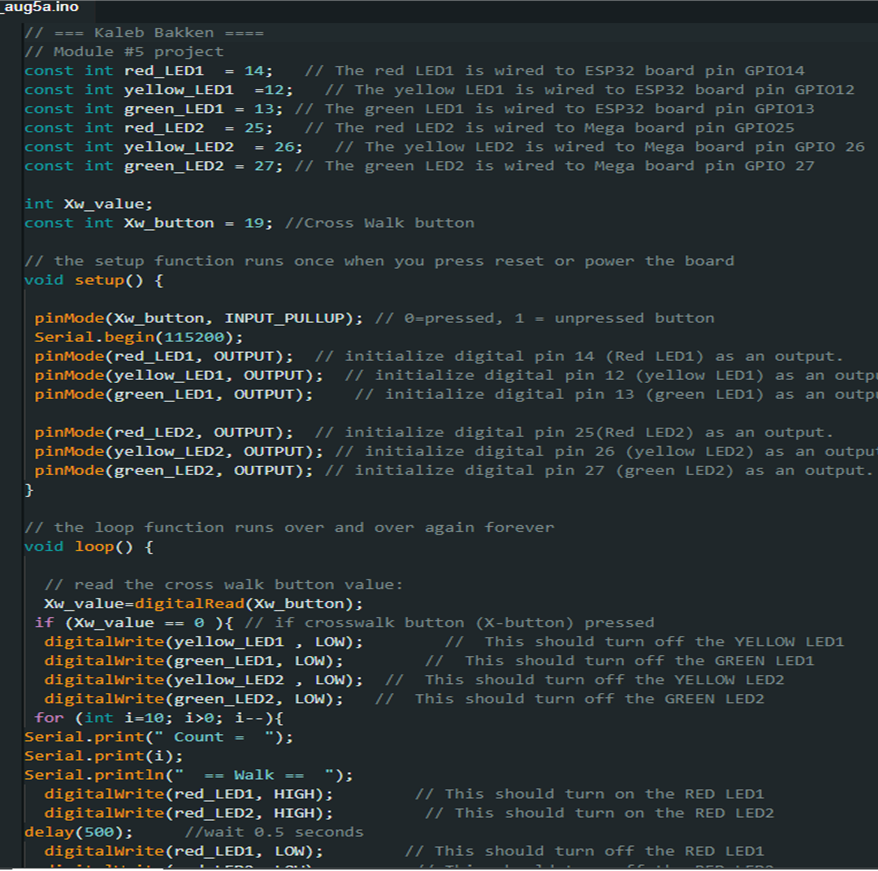 _aug5a.ino
// === Kaleb Bakken ====
// Module #5 project
const int red_LED1  = 14;   // The red LED1 is wired to ESP32 board pin GPIO14
const int yellow_LED1  =12;   // The yellow LED1 is wired to ESP32 board pin GPIO12
const int green_LED1 = 13; // The green LED1 is wired to ESP32 board pin GPIO13
const int red_LED2  = 25;   // The red LED2 is wired to Mega board pin GPIO25
const int yellow_LED2  = 26;   // The yellow LED2 is wired to Mega board pin GPIO 26
const int green_LED2 = 27; // The green LED2 is wired to Mega board pin GPIO 27
int Xw_value;
const int Xw_button = 19; //Cross Walk button
// the setup function runs once when you press reset or power the board
void setup() {
pinMode(Xw_button, INPUT_PULLUP); // 0=pressed, 1 = unpressed button
Serial.begin(115200);
pinMode(red_LED1, OUTPUT);  // initialize digital pin 14 (Red LED1) as an output.
pinMode(yellow_LED1, OUTPUT);  // initialize digital pin 12 (yellow LED1) as an outp
pinMode(green_LED1, OUTPUT);    // initialize digital pin 13 (green LED1) as an outp
pinMode(red_LED2, OUTPUT);  // initialize digital pin 25(Red LED2) as an output.
pinMode(yellow_LED2, OUTPUT); // initialize digital pin 26 (yellow LED2) as an outpu
pinMode(green_LED2, OUTPUT); // initialize digital pin 27 (green LED2) as an output.
}
// the loop function runs over and over again forever
void loop() {
// read the cross walk button value:
Xw_value=digitalRead(Xw_button);
if (Xw_value == 0 ){ // if crosswalk button (X-button) pressed
digitalWrite(yellow_LED1 , LOW);        //  This should turn off the YELLOW LED1
digitalWrite(green_LED1, LOW);        //  This should turn off the GREEN LED1
digitalWrite(yellow_LED2 , LOW);  //  This should turn off the YELLOW LED2
digitalWrite(green_LED2, LOW);   //  This should turn off the GREEN LED2
for (int i=10; i>0; i--){
Serial.print(" Count =  ");
Serial.print(i);
Serial.println("  == Walk ==  ");
digitalWrite(red_LED1, HIGH);        // This should turn on the RED LED1
digitalWrite(red_LED2, HIGH);         // This should turn on the RED LED2
delay(500);     //wait 0.5 seconds
digitalWrite(red_LED1, LOW);        // This should turn off the RED LED1